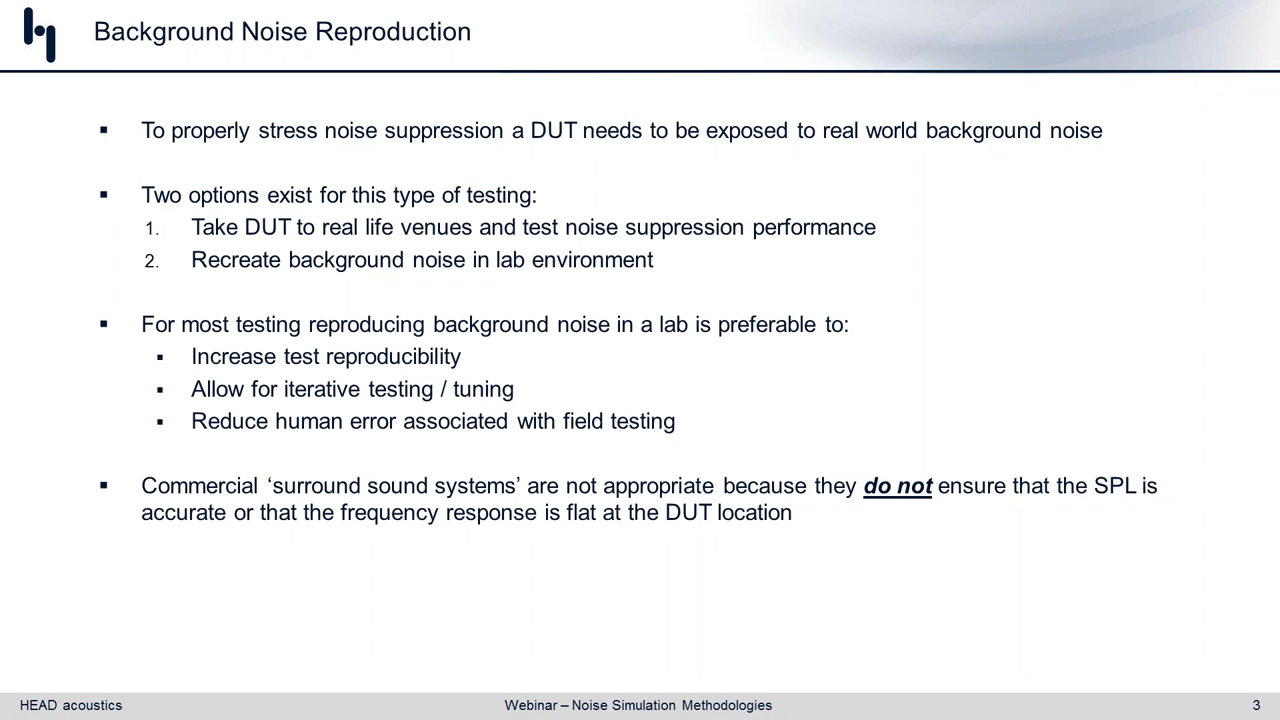 Background Noise Reproduction
▪ To properly stress noise suppression a DUT needs to be exposed to real world background noise
▪ Two options exist for this type of testing:
1. Take DUT to real life venues and test noise suppression performance
2. Recreate background noise in lab environment
▪ For most testing reproducing background noise in a lab is preferable to:
▪ Increase test reproducibility
▪ Allow for iterative testing / tuning
▪ Reduce human error associated with field testing
▪ Commercial ‘surround sound systems’ are not appropriate because they do not ensure that the SPL is
accurate or that the frequency response is flat at the DUT location
HEAD acoustics
Webinar – Noise Simulation Methodologies
3